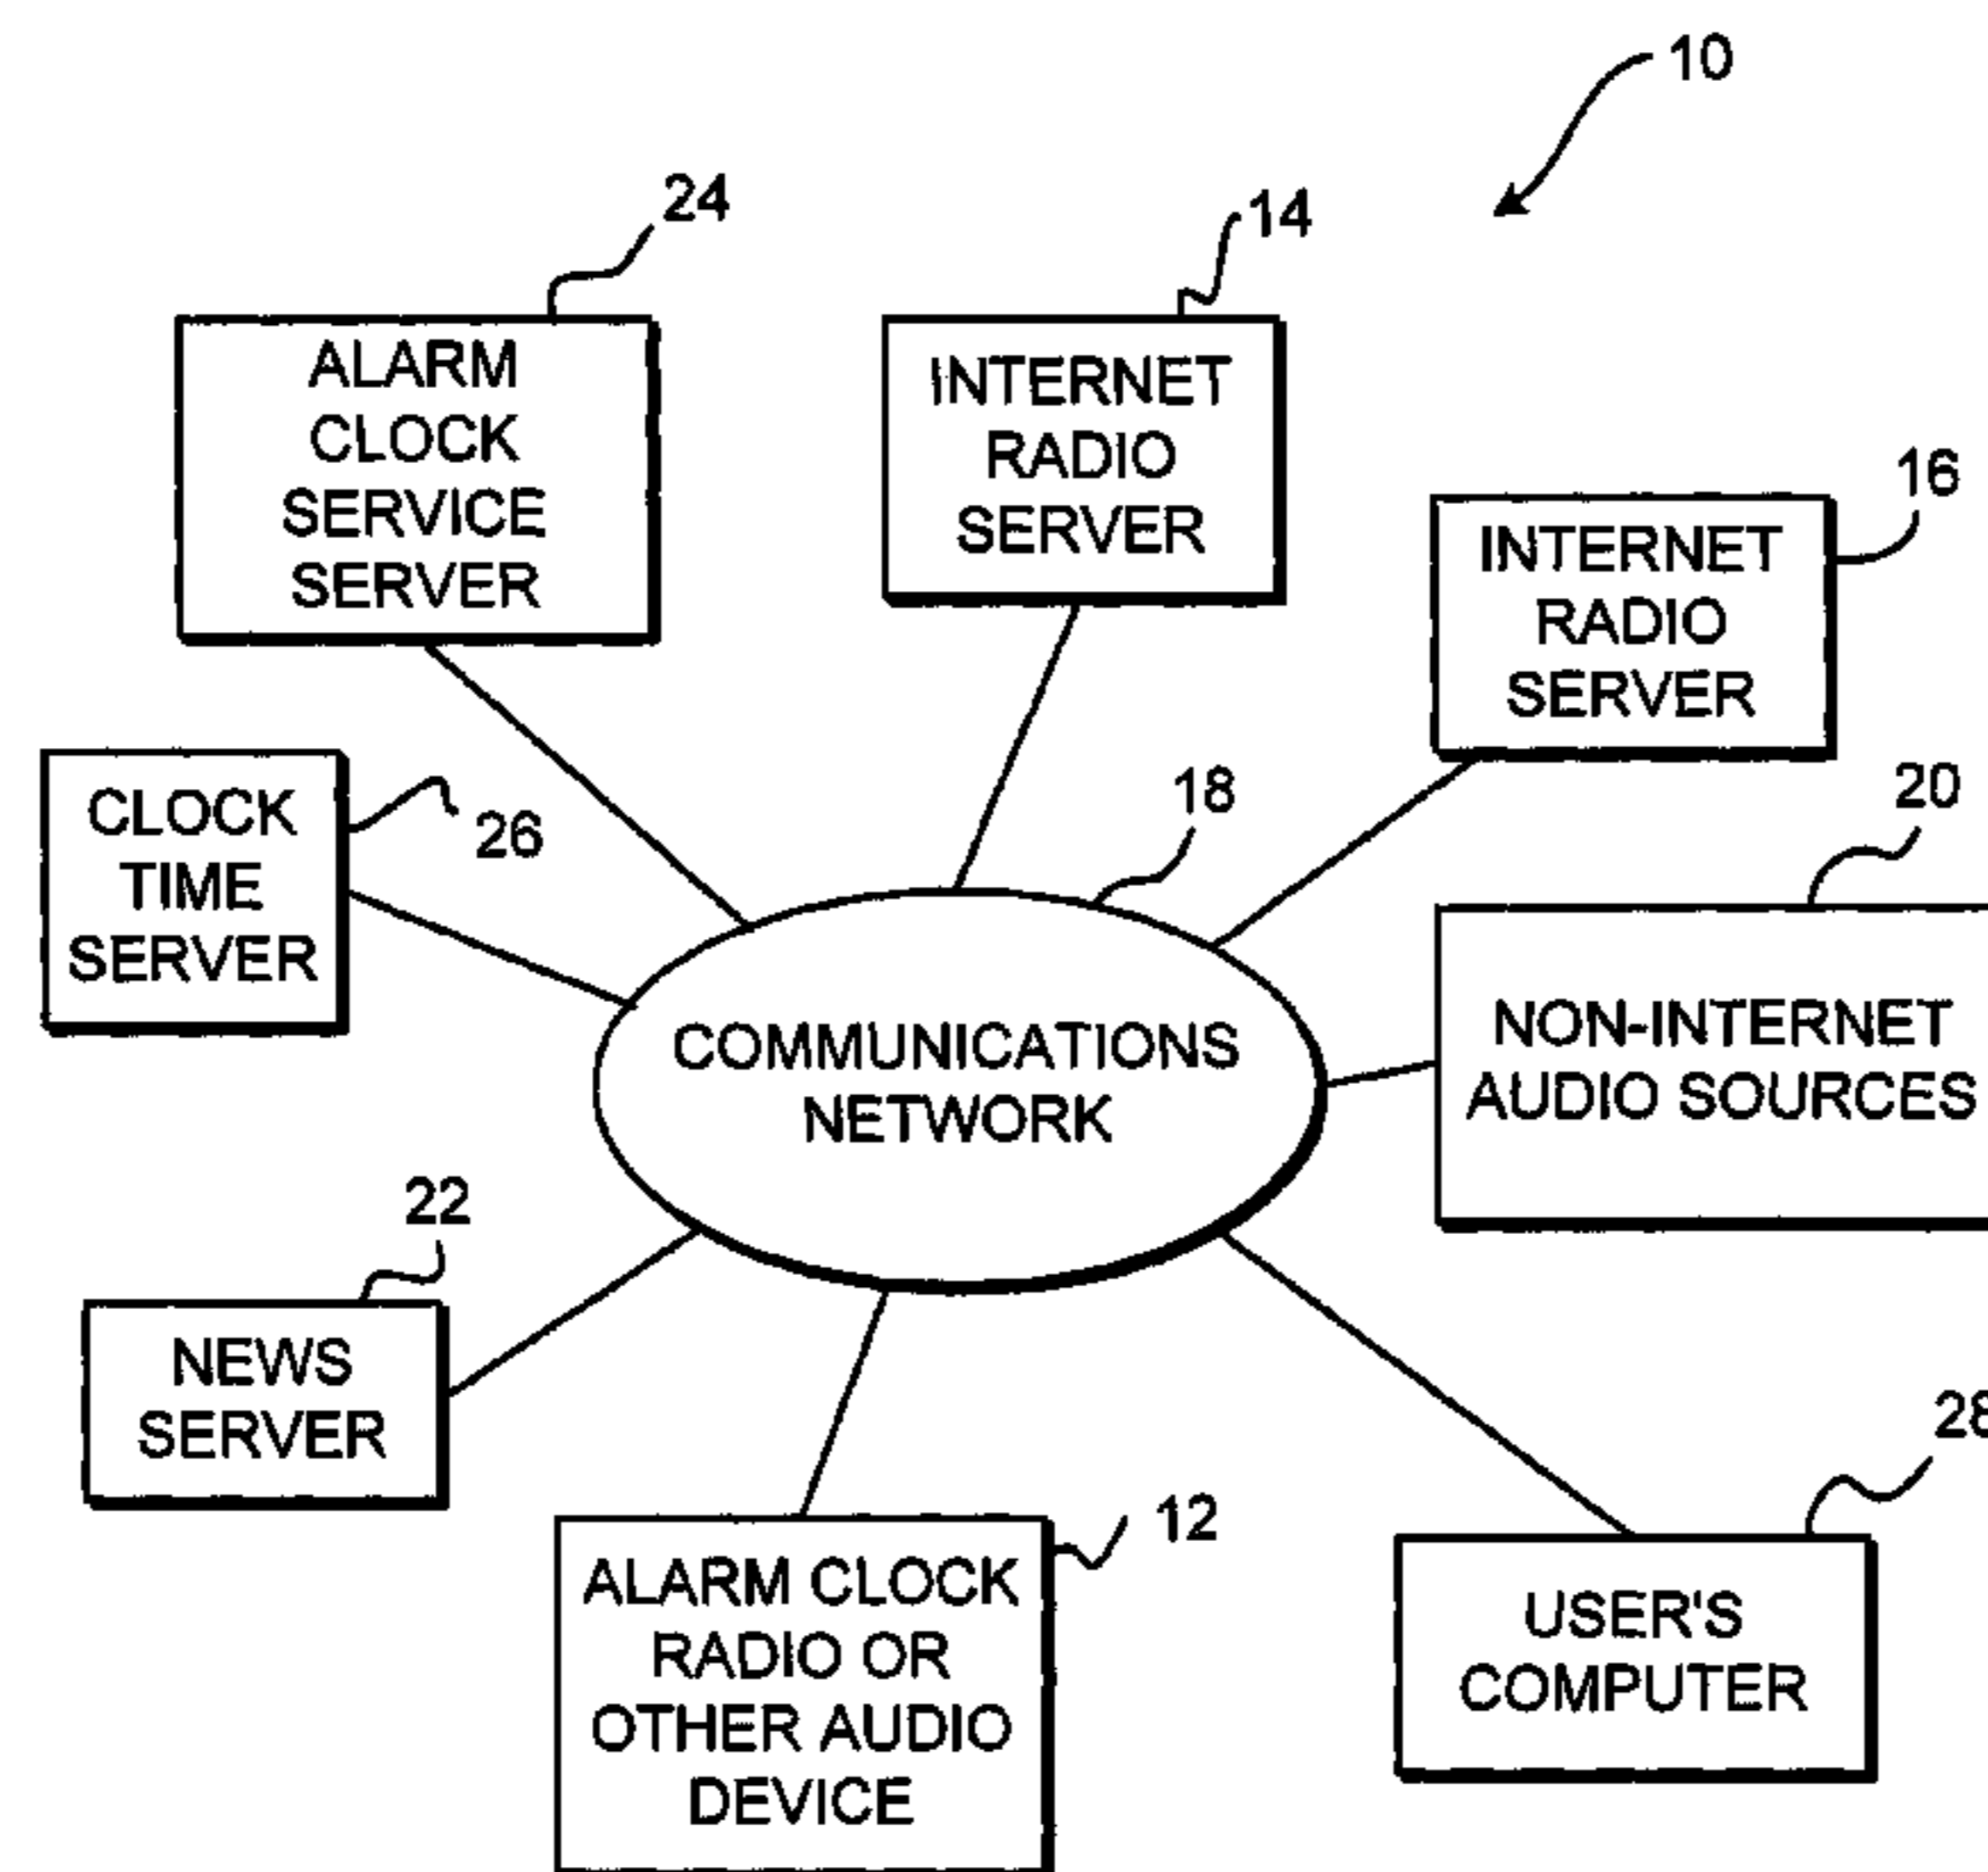 10
24
14
ALARM
CLOCK
SERVICE
SERVER
INTERNET
RADIO
SERVER
16
INTERNET
RADIO
SERVER
CLOCK
TIME
SERVER
26
18
20
COMMUNICATIONS
NETWORK
NON-INTERNET
AUDIO SOURCES
22
NEWS
SERVER
28
12
ALARM CLOCK
RADIO OR
OTHER AUDIO
DEVICE
USER'S
COMPUTER